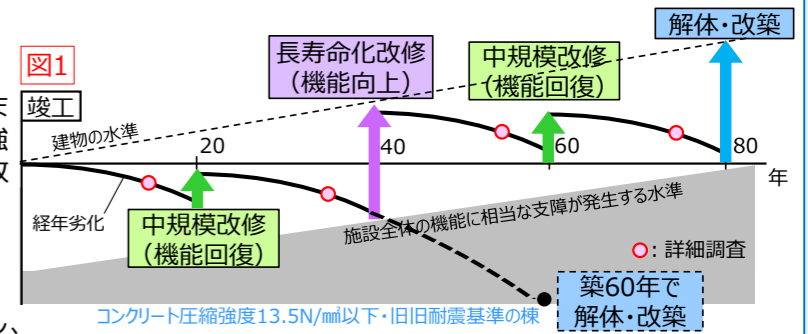 図1
竣工
建物の水準
経年劣化
中規模改修
(機能回復)
長寿命化改修
(機能向上)
中規模改修
(機能回復)
解体・改築
20
40
60
80
年
施設全体の機能に相当な支障が発生する水準
○:詳細調査
築60年で
解体・改築
コンクリート圧縮強度13.5N/㎟以下・旧旧耐震基準の棟
強